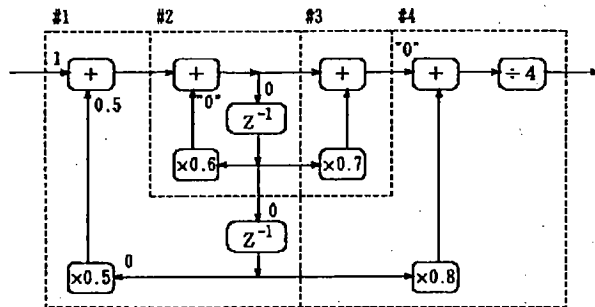 #1 #2 #3 #4
1 + + + "0" + ÷4
0.5 "0" 0
Z⁻¹
×0.6 ×0.7
0
Z⁻¹
×0.5 0 ×0.8